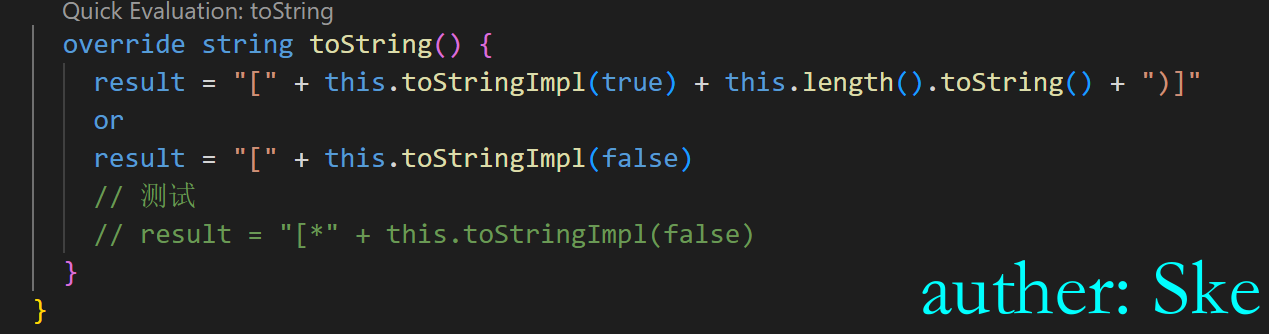 Quick Evaluation: toString
override string toString() {
result = "[" + this.toStringImpl(true) + this.length().toString() + ")]"
or
result = "[" + this.toStringImpl(false)
// 测试
// result = "[*" + this.toStringImpl(false)
}
}
auther: Ske